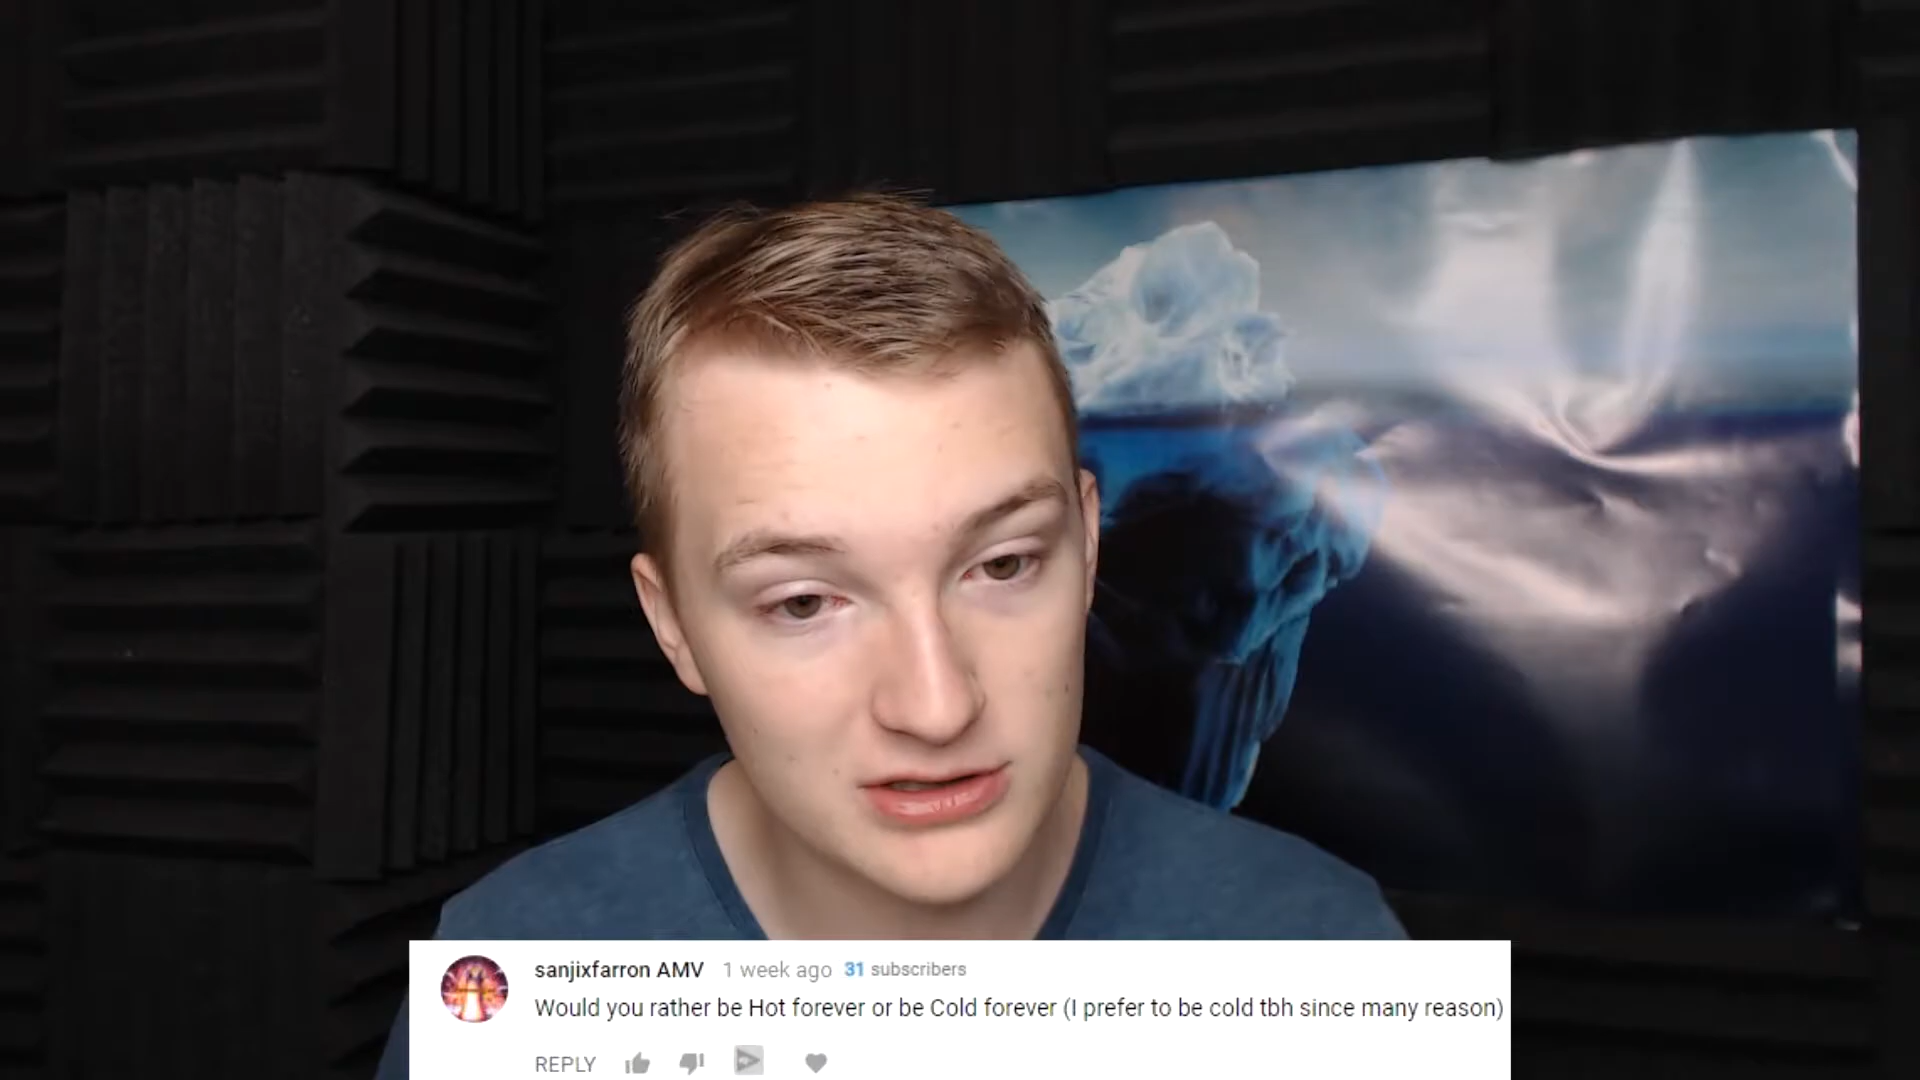 sanjixfarron AMV 1 week ago 31 subscribers
Would you rather be Hot forever or be Cold forever (I prefer to be cold tbh since many reason)
REPLY